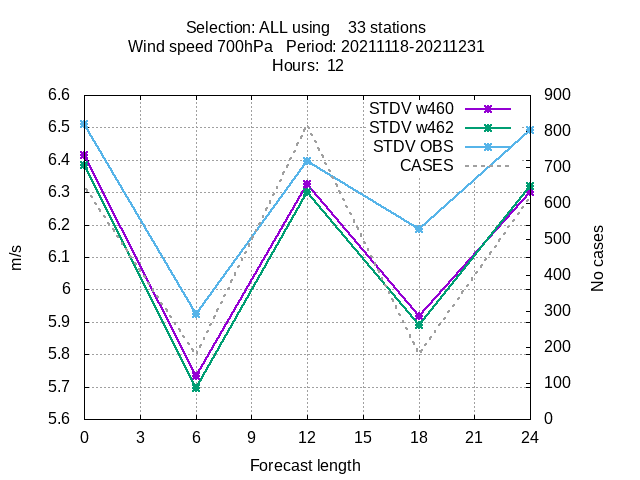 Selection: ALL using    33 stations
Wind speed 700hPa   Period: 20211118-20211231
Hours:  12
STDV w460
STDV w462
STDV OBS
CASES
6.6
6.5
6.4
6.3
6.2
6.1
6
5.9
5.8
5.7
5.6
900
800
700
600
500
400
300
200
100
0
m/s
No cases
0 3 6 9 12 15 18 21 24
Forecast length